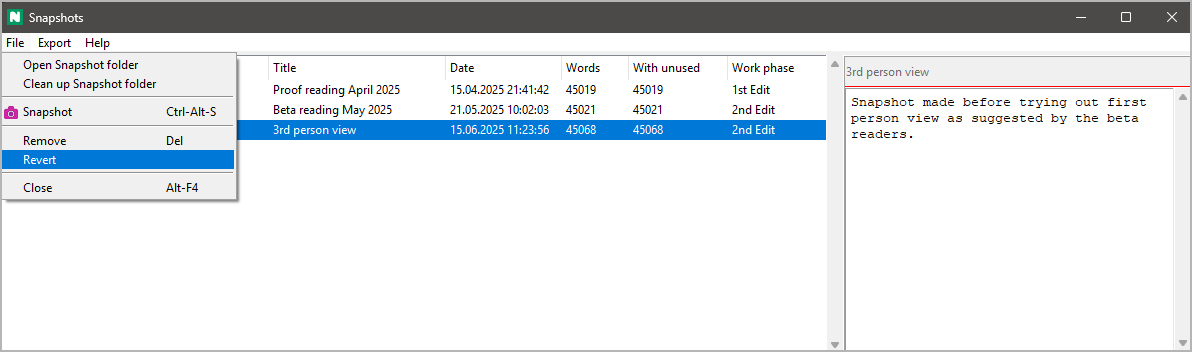 N Snapshots
File Export Help
Open Snapshot folder
Clean up Snapshot folder
Snapshot Ctrl-Alt-S
Remove Del
Revert
Close Alt-F4
Title Date Words With unused Work phase
Proof reading April 2025 15.04.2025 21:41:42 45019 45019 1st Edit
Beta reading May 2025 21.05.2025 10:02:03 45021 45021 2nd Edit
3rd person view 15.06.2025 11:23:56 45068 45068 2nd Edit
3rd person view
Snapshot made before trying out first
person view as suggested by the beta
readers.